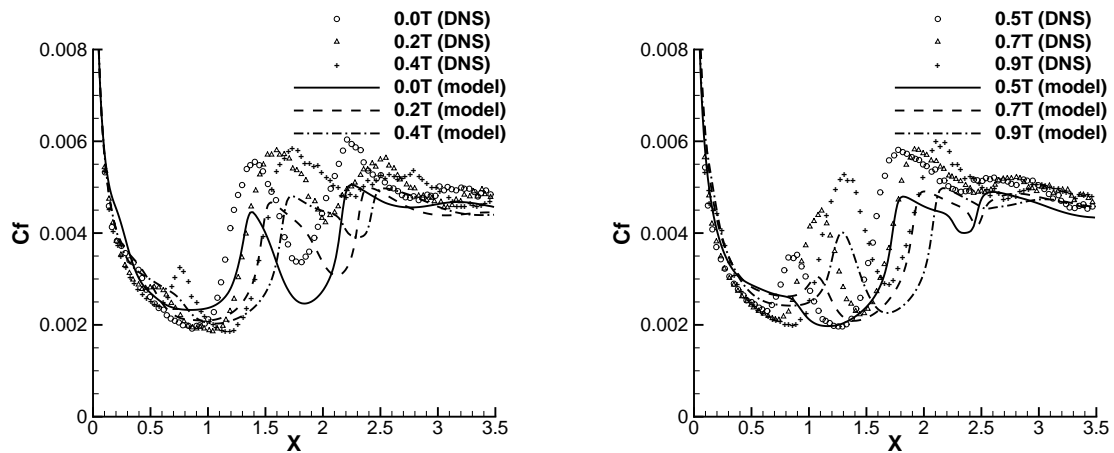 0.0T (DNS)
0.2T (DNS)
0.4T (DNS)
0.0T (model)
0.2T (model)
0.4T (model)
0.008
0.006
0.004
0.002
0
Cf
0 0.5 1 1.5 2 2.5 3 3.5
X
0.5T (DNS)
0.7T (DNS)
0.9T (DNS)
0.5T (model)
0.7T (model)
0.9T (model)
0.008
0.006
0.004
0.002
0
Cf
0 0.5 1 1.5 2 2.5 3 3.5
X